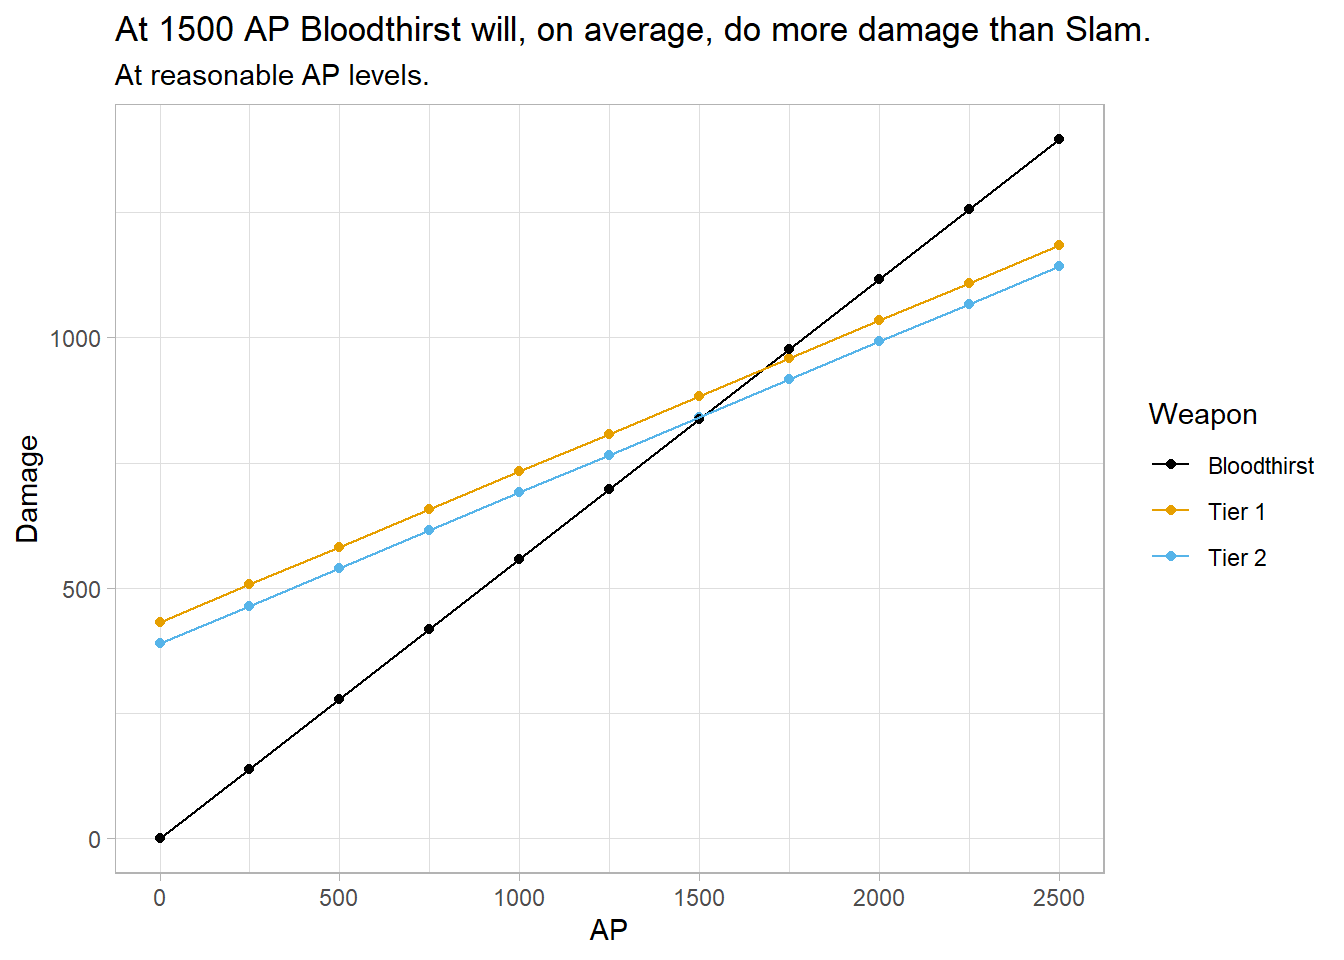 At 1500 AP Bloodthirst will, on average, do more damage than Slam.
At reasonable AP levels.
1000
500
0
Damage
0 500 1000 1500 2000 2500
AP
Weapon
Bloodthirst
Tier 1
Tier 2